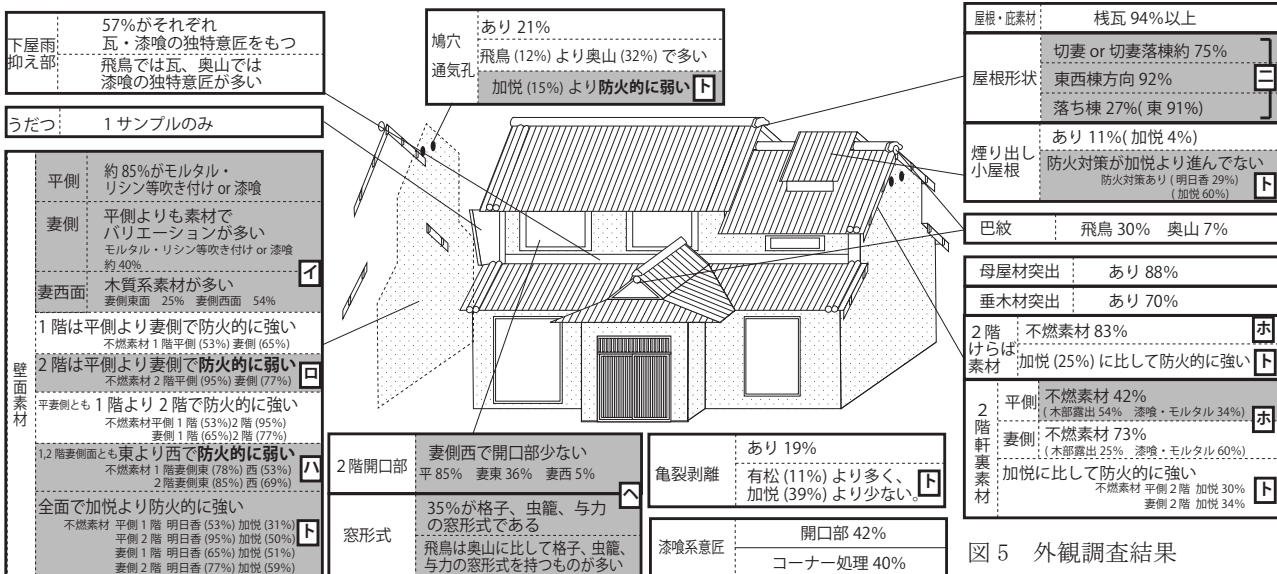 下屋雨
抑え部
57%がそれぞれ
瓦・漆喰の独特意匠をもつ
飛鳥では瓦、奥山では
漆喰の独特意匠が多い
うだつ
1 サンプルのみ
壁面素材
平側
約 85%がモルタル・
リシン等吹き付け or 漆喰
妻側
平側よりも素材で
バリエーションが多い
モルタル・リシン等吹き付け or 漆喰
約 40%
イ
妻西面
木質系素材が多い
妻側東面 25% 妻側西面 54%
1 階は平側より妻側で防火的に強い
不燃素材 1 階平側 (53%) 妻側 (65%)
2 階は平側より妻側で防火的に弱い
不燃素材 2 階平側 (95%) 妻側 (77%)
ロ
平妻側とも 1 階より 2 階で防火的に強い
不燃素材平側 1 階 (53%)2 階 (95%)
妻側 1 階 (65%)2 階 (77%)
1,2 階妻側面とも東より西で防火的に弱い
不燃素材 1 階妻側東 (78%) 西 (53%)
2 階妻側東 (85%) 西 (69%)
ハ
全面で加悦より防火的に強い
不燃素材 平側 1 階 明日香 (53%) 加悦 (31%)
平側 2 階 明日香 (95%) 加悦 (50%)
妻側 1 階 明日香 (65%) 加悦 (51%)
妻側 2 階 明日香 (77%) 加悦 (59%)
ト
鳩穴
通気孔
あり 21%
飛鳥 (12%) より奥山 (32%) で多い
加悦 (15%) より防火的に弱い
ト
2 階開口部
妻側西で開口部少ない
平 85% 妻東 36% 妻西 5%
窓形式
35%が格子、虫籠、与力
の窓形式である
飛鳥は奥山に比して格子、虫籠、
与力の窓形式を持つものが多い
ヘ
亀裂剥離
あり 19%
有松 (11%) より多く、
加悦 (39%) より少ない。
ト
漆喰系意匠
開口部 42%
コーナー処理 40%
屋根・庇素材
桟瓦 94%以上
屋根形状
切妻 or 切妻落棟約 75%
東西棟方向 92%
落ち棟 27%( 東 91%)
ニ
煙り出し
小屋根
あり 11%( 加悦 4%)
防火対策が加悦より進んでない
防火対策あり ( 明日香 29%)
( 加悦 60%)
ト
巴紋
飛鳥 30% 奥山 7%
母屋材突出
あり 88%
垂木材突出
あり 70%
2 階
けらば
素材
不燃素材 83%
ホ
加悦 (25%) に比して防火的に強い
ト
2 階軒裏素材
平側
不燃素材 42%
( 木部露出 54% 漆喰・モルタル 34%)
妻側
不燃素材 73%
( 木部露出 25% 漆喰・モルタル 60%)
ホ
加悦に比して防火的に強い
不燃素材 平側 2 階 加悦 30%
妻側 2 階 加悦 34%
ト
図 5 外観調査結果